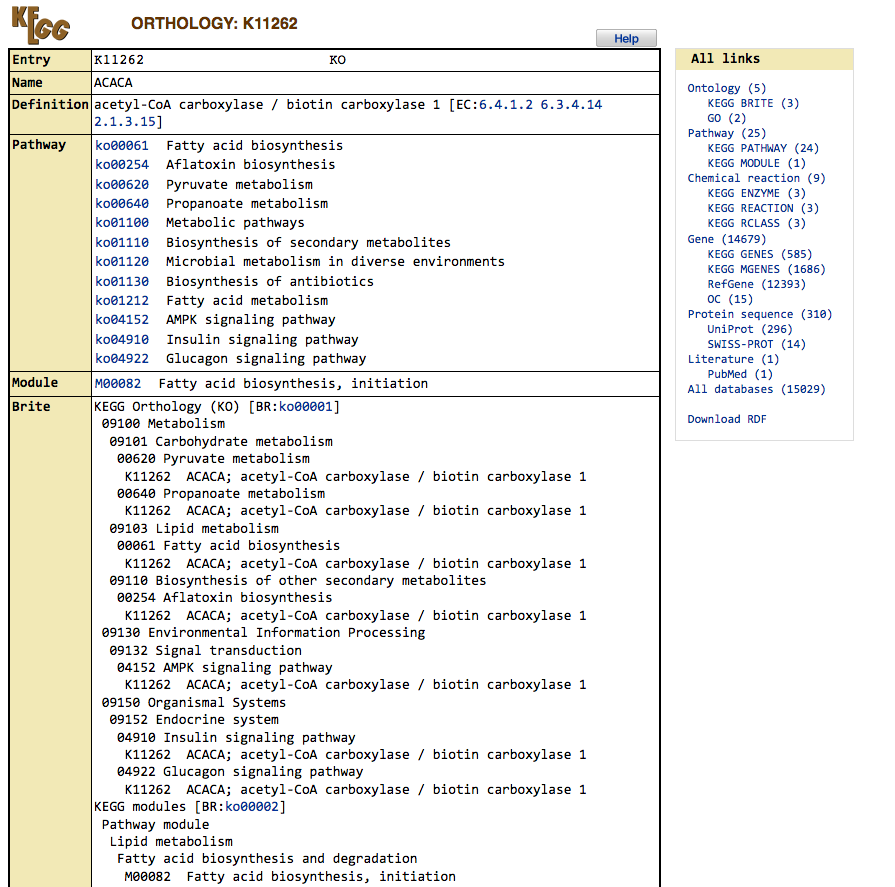 KEGG
ORTHOLOGY: K11262
Help
Entry K11262 KO
Name ACACA
Definition acetyl-CoA carboxylase / biotin carboxylase 1 [EC:6.4.1.2 6.3.4.14
2.1.3.15]
Pathway ko00061 Fatty acid biosynthesis
ko00254 Aflatoxin biosynthesis
ko00620 Pyruvate metabolism
ko00640 Propanoate metabolism
ko01100 Metabolic pathways
ko01110 Biosynthesis of secondary metabolites
ko01120 Microbial metabolism in diverse environments
ko01130 Biosynthesis of antibiotics
ko01212 Fatty acid metabolism
ko04152 AMPK signaling pathway
ko04910 Insulin signaling pathway
ko04922 Glucagon signaling pathway
Module M00082 Fatty acid biosynthesis, initiation
Brite KEGG Orthology (KO) [BR:ko00001]
09100 Metabolism
09101 Carbohydrate metabolism
00620 Pyruvate metabolism
K11262 ACACA; acetyl-CoA carboxylase / biotin carboxylase 1
00640 Propanoate metabolism
K11262 ACACA; acetyl-CoA carboxylase / biotin carboxylase 1
09103 Lipid metabolism
00061 Fatty acid biosynthesis
K11262 ACACA; acetyl-CoA carboxylase / biotin carboxylase 1
09110 Biosynthesis of other secondary metabolites
00254 Aflatoxin biosynthesis
K11262 ACACA; acetyl-CoA carboxylase / biotin carboxylase 1
09130 Environmental Information Processing
09132 Signal transduction
04152 AMPK signaling pathway
K11262 ACACA; acetyl-CoA carboxylase / biotin carboxylase 1
09150 Organismal Systems
09152 Endocrine system
04910 Insulin signaling pathway
K11262 ACACA; acetyl-CoA carboxylase / biotin carboxylase 1
04922 Glucagon signaling pathway
K11262 ACACA; acetyl-CoA carboxylase / biotin carboxylase 1
KEGG modules [BR:ko00002]
Pathway module
Lipid metabolism
Fatty acid biosynthesis and degradation
M00082 Fatty acid biosynthesis, initiation
All links
Ontology (5)
KEGG BRITE (3)
GO (2)
Pathway (25)
KEGG PATHWAY (24)
KEGG MODULE (1)
Chemical reaction (9)
KEGG ENZYME (3)
KEGG REACTION (3)
KEGG RCLASS (3)
Gene (14679)
KEGG GENES (585)
KEGG MGENES (1686)
RefGene (12393)
OC (15)
Protein sequence (310)
UniProt (296)
SWISS-PROT (14)
Literature (1)
PubMed (1)
All databases (15029)
Download RDF